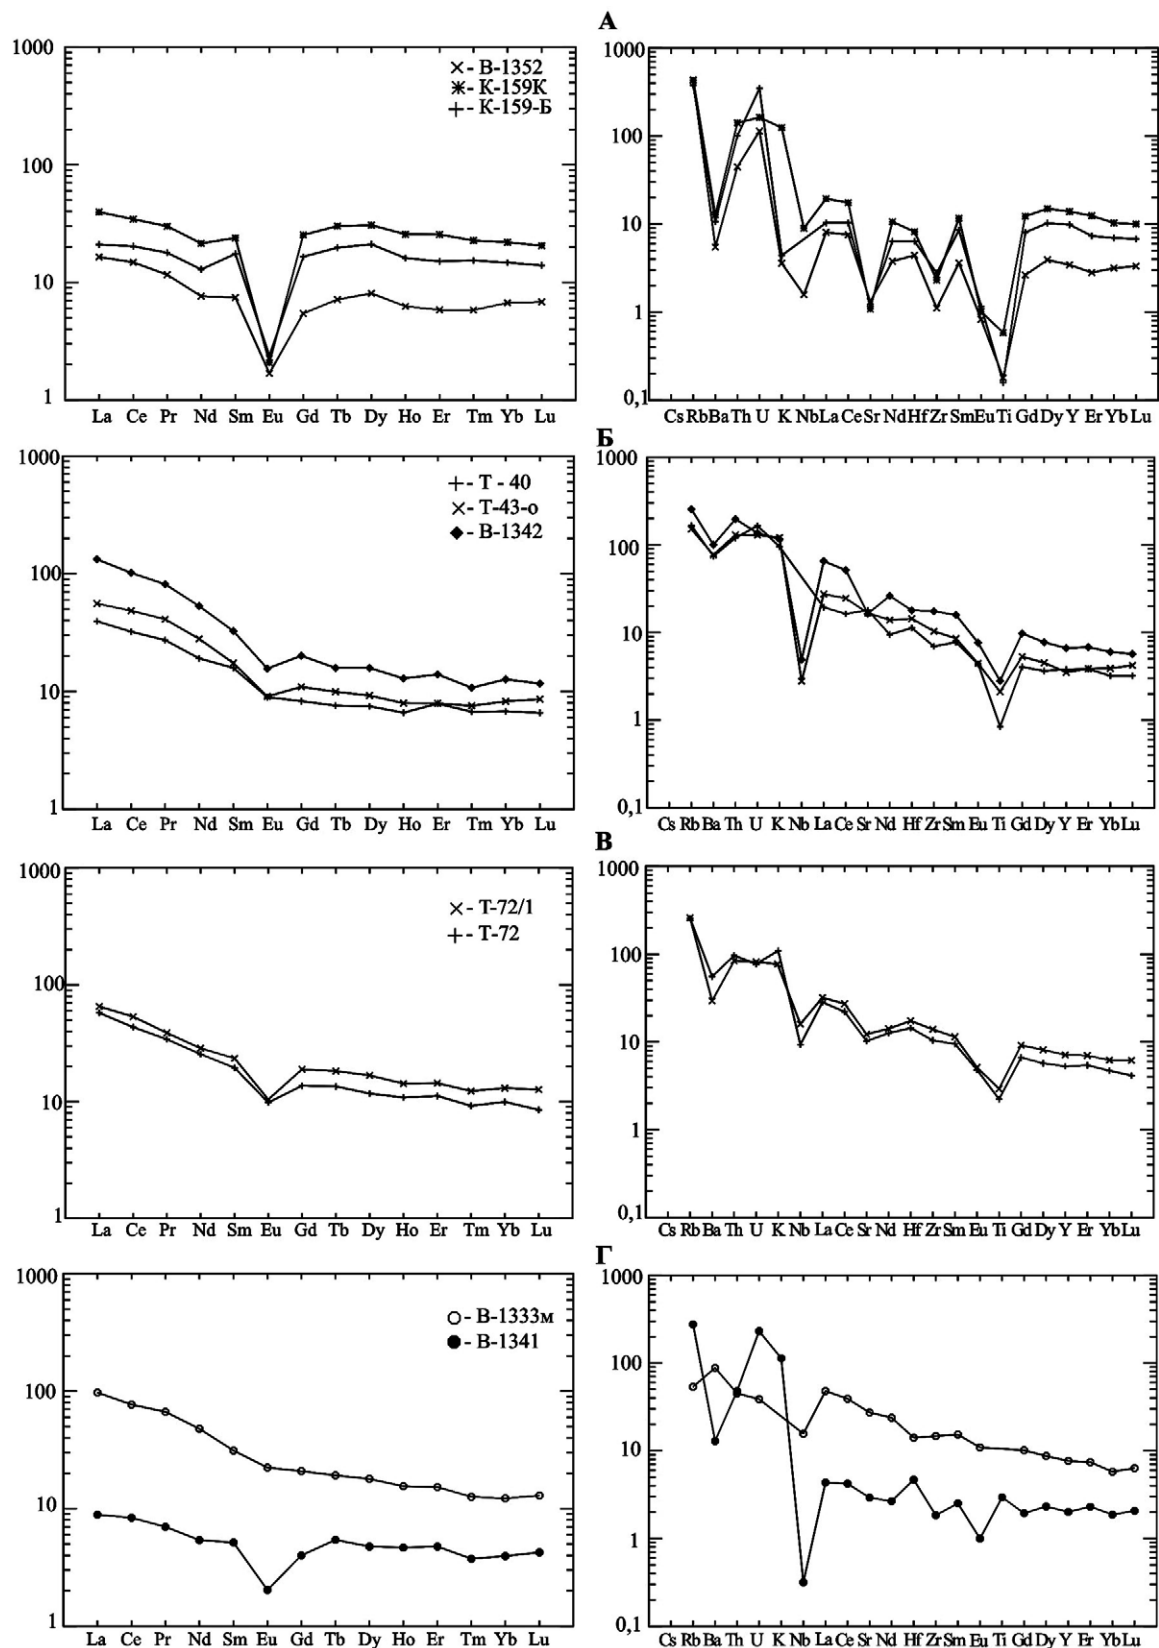 А
1000
100
10
1
× - В-1352
ж - К-159К
+ - К-159-Б
La Ce Pr Nd Sm Eu Gd Tb Dy Ho Er Tm Yb Lu
1000
100
10
1
0,1
Cs Rb Ba Th U K Nb La Ce Sr Nd Hf Zr Sm Eu Ti Gd Dy Y Er Yb Lu
Б
1000
100
10
1
+ - Т - 40
× - Т-43-о
◆ - В-1342
La Ce Pr Nd Sm Eu Gd Tb Dy Ho Er Tm Yb Lu
1000
100
10
1
0,1
Cs Rb Ba Th U K Nb La Ce Sr Nd Hf Zr Sm Eu Ti Gd Dy Y Er Yb Lu
В
1000
100
10
1
× - Т-72/1
+ - Т-72
La Ce Pr Nd Sm Eu Gd Tb Dy Ho Er Tm Yb Lu
1000
100
10
1
0,1
Cs Rb Ba Th U K Nb La Ce Sr Nd Hf Zr Sm Eu Ti Gd Dy Y Er Yb Lu
Г
1000
100
10
1
○ - В-1333м
● - В-1341
La Ce Pr Nd Sm Eu Gd Tb Dy Ho Er Tm Yb Lu
1000
100
10
1
0,1
Cs Rb Ba Th U K Nb La Ce Sr Nd Hf Zr Sm Eu Ti Gd Dy Y Er Yb Lu